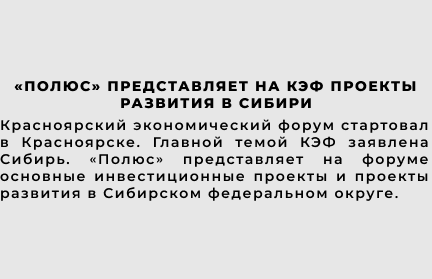 «ПОЛЮС» ПРЕДСТАВЛЯЕТ НА КЭФ ПРОЕКТЫ
РАЗВИТИЯ В СИБИРИ
Красноярский экономический форум стартовал
в Красноярске. Главной темой КЭФ заявлена
Сибирь. «Полюс» представляет на форуме
основные инвестиционные проекты и проекты
развития в Сибирском федеральном округе.